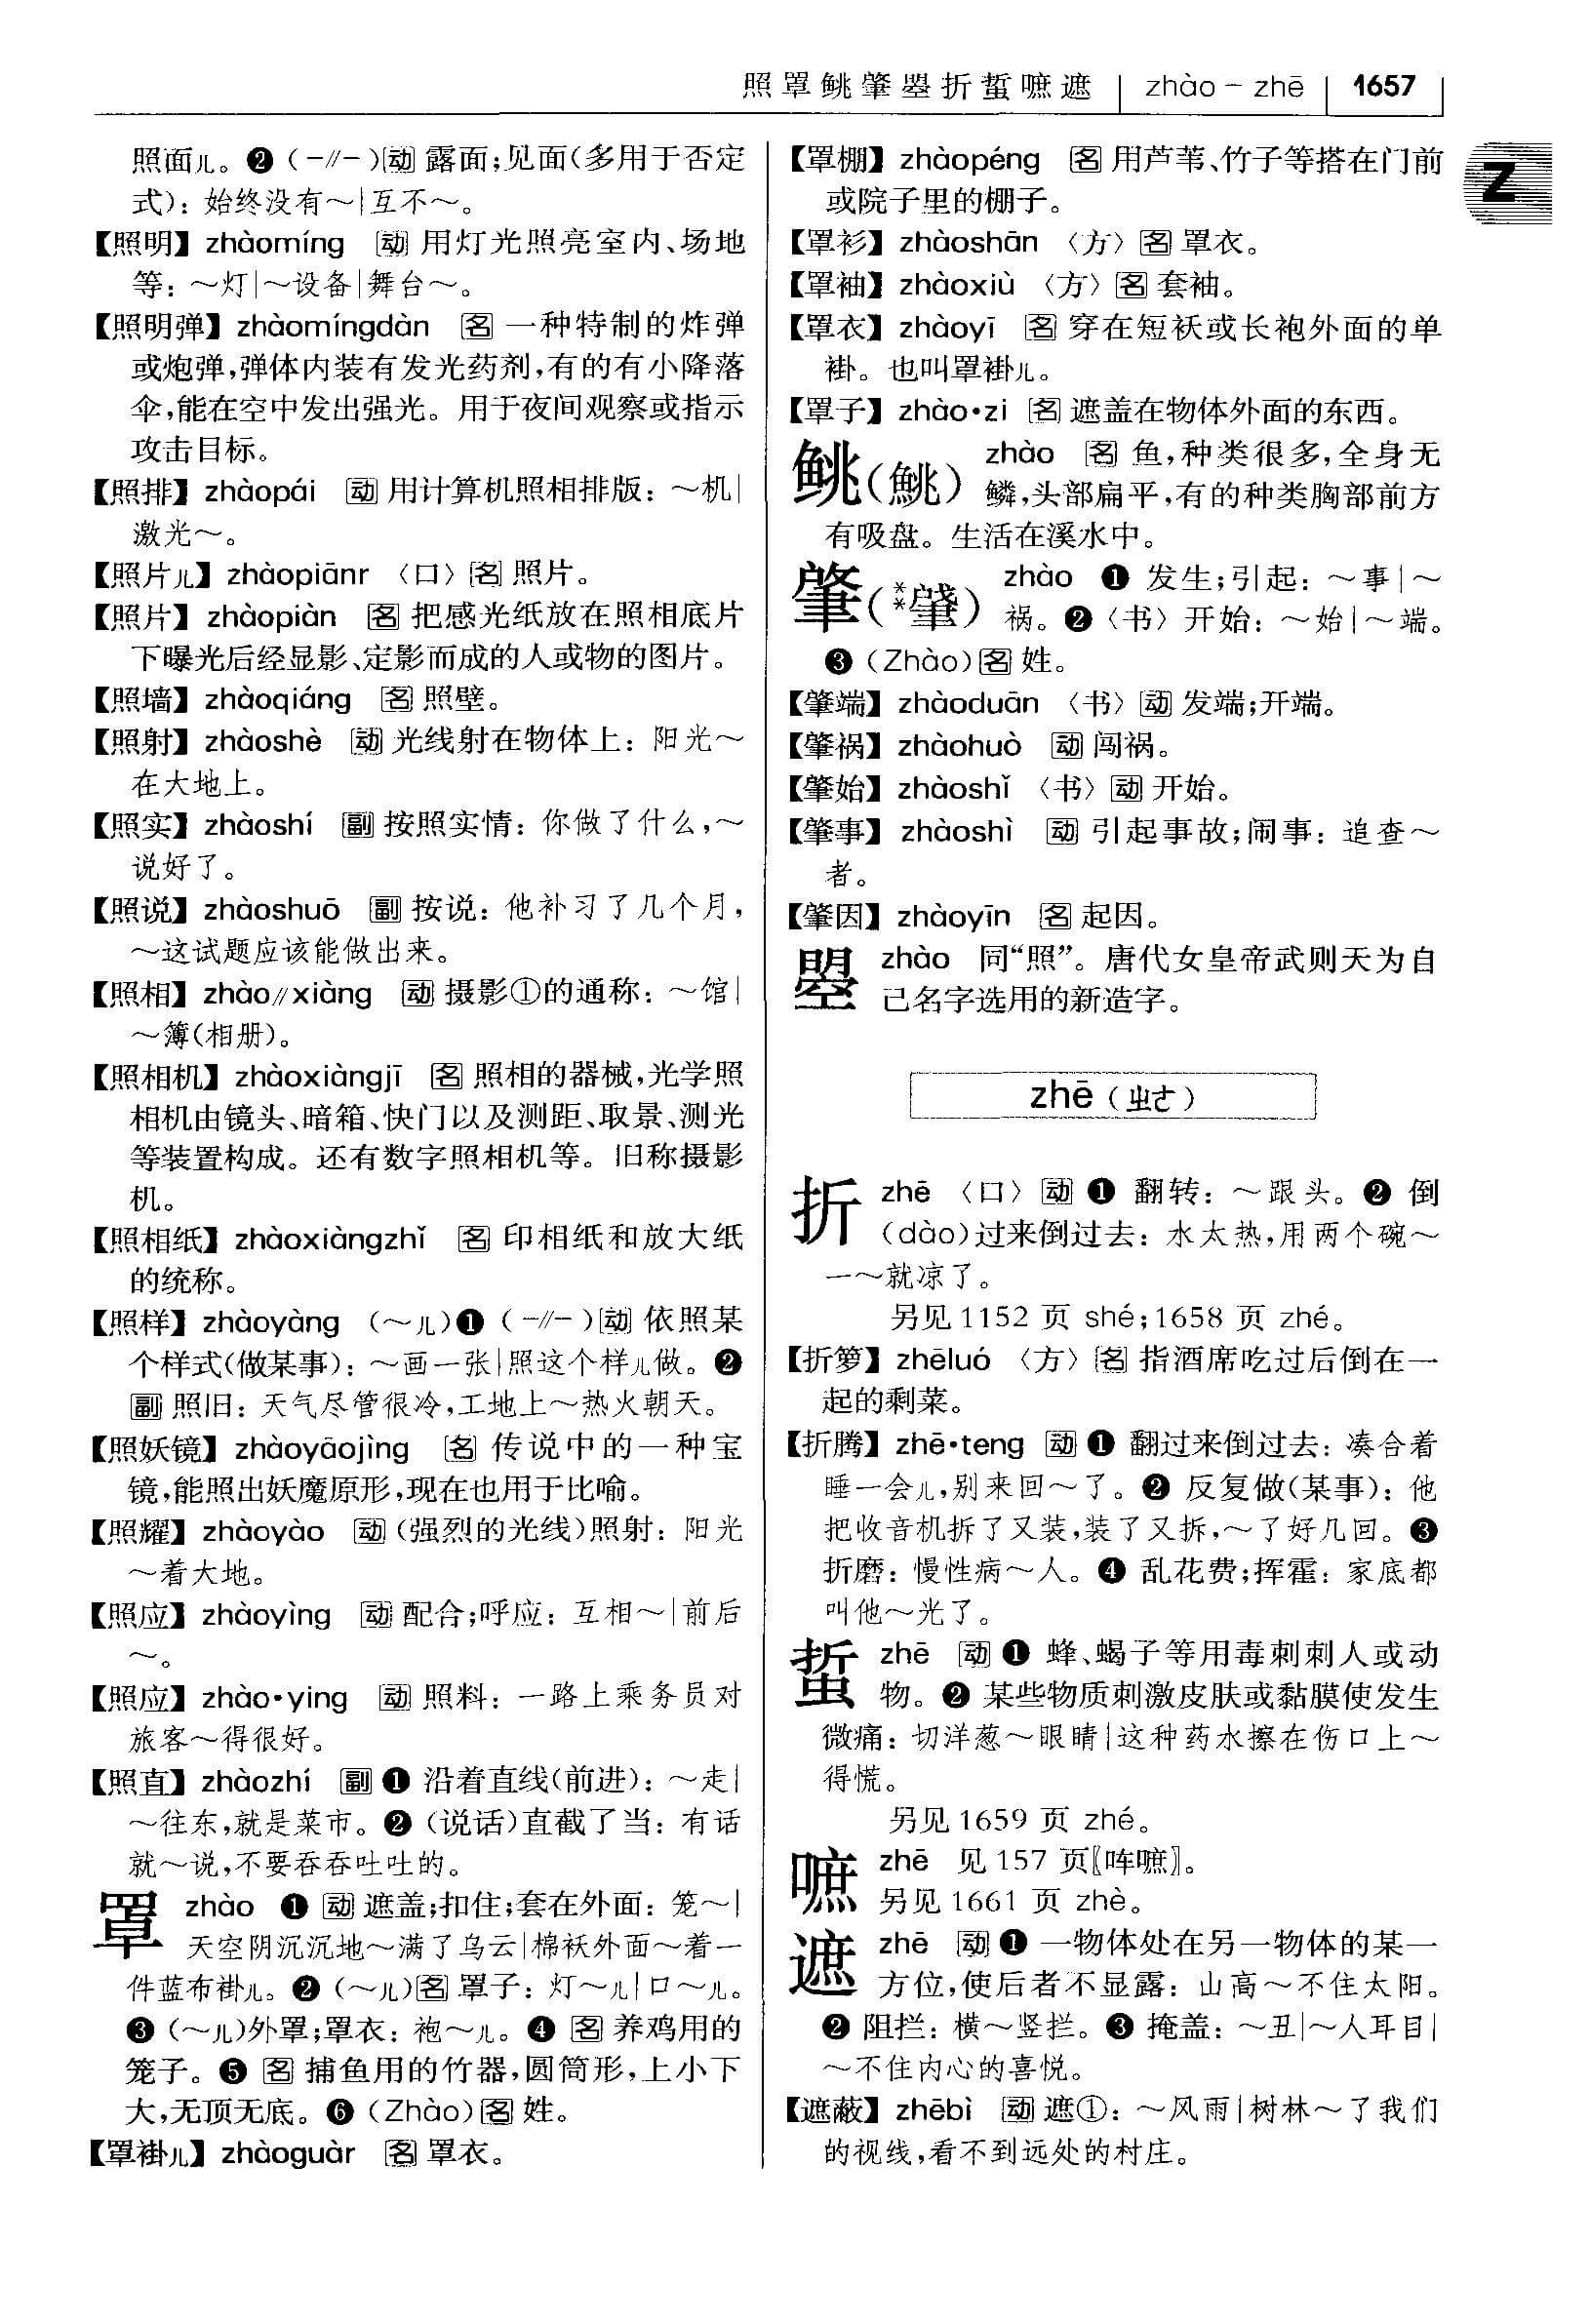 照罩鮡肇曌折蜇嗻遮 zhào－zhē 1657
Z
照面儿。❷（－∥－）动 露面；见面（多用于否定
式）：始终没有～|互不～。
【照明】zhàomíng 动 用灯光照亮室内、场地
等：～灯|～设备|舞台～。
【照明弹】zhàomíngdàn 名 一种特制的炸弹
或炮弹，弹体内装有发光药剂，有的有小降落
伞，能在空中发出强光。用于夜间观察或指示
攻击目标。
【照排】zhàopái 动 用计算机照相排版：～机|
激光～。
【照片儿】zhàopiānr 〈口〉名 照片。
【照片】zhàopiàn 名 把感光纸放在照相底片
下曝光后经显影、定影而成的人或物的图片。
【照墙】zhàoqiáng 名 照壁。
【照射】zhàoshè 动 光线射在物体上：阳光～
在大地上。
【照实】zhàoshí 副 按照实情：你做了什么，～
说好了。
【照说】zhàoshuō 副 按说：他补习了几个月，
～这试题应该能做出来。
【照相】zhào∥xiàng 动 摄影①的通称：～馆|
～簿（相册）。
【照相机】zhàoxiàngjī 名 照相的器械，光学照
相机由镜头、暗箱、快门以及测距、取景、测光
等装置构成。还有数字照相机等。旧称摄影
机。
【照相纸】zhàoxiàngzhǐ 名 印相纸和放大纸
的统称。
【照样】zhàoyàng （～儿）❶（－∥－）动 依照某
个样式（做某事）：～画一张|照这个样儿做。❷
副 照旧：天气尽管很冷，工地上～热火朝天。
【照妖镜】zhàoyāojìng 名 传说中的一种宝
镜，能照出妖魔原形，现在也用于比喻。
【照耀】zhàoyào 动（强烈的光线）照射：阳光
～着大地。
【照应】zhàoyìng 动 配合；呼应：互相～|前后
～。
【照应】zhào·ying 动 照料：一路上乘务员对
旅客～得很好。
【照直】zhàozhí 副 ❶ 沿着直线（前进）：～走|
～往东，就是菜市。❷（说话）直截了当：有话
就～说，不要吞吞吐吐的。
罩 zhào ❶ 动 遮盖；扣住；套在外面：笼～|
天空阴沉沉地～满了乌云|棉袄外面～着一
件蓝布褂儿。❷（～儿）名 罩子：灯～儿|口～儿。
❸（～儿）外罩；罩衣：袍～儿。❹ 名 养鸡用的
笼子。❺ 名 捕鱼用的竹器，圆筒形，上小下
大，无顶无底。❻（Zhào）名 姓。
【罩褂儿】zhàoguàr 名 罩衣。
【罩棚】zhàopéng 名 用芦苇、竹子等搭在门前
或院子里的棚子。
【罩衫】zhàoshān 〈方〉名 罩衣。
【罩袖】zhàoxiù 〈方〉名 套袖。
【罩衣】zhàoyī 名 穿在短袄或长袍外面的单
褂。也叫罩褂儿。
【罩子】zhào·zi 名 遮盖在物体外面的东西。
鮡（鮡） zhào 名 鱼，种类很多，全身无
鳞，头部扁平，有的种类胸部前方
有吸盘。生活在溪水中。
肇（**肈） zhào ❶ 发生；引起：～事|～
祸。❷〈书〉开始：～始|～端。
❸（Zhào）名 姓。
【肇端】zhàoduān 〈书〉动 发端；开端。
【肇祸】zhàohuò 动 闯祸。
【肇始】zhàoshǐ 〈书〉动 开始。
【肇事】zhàoshì 动 引起事故；闹事：追查～
者。
【肇因】zhàoyīn 名 起因。
曌 zhào 同“照”。唐代女皇帝武则天为自
己名字选用的新造字。
zhē（ㄓㄜ）
折 zhē 〈口〉动 ❶ 翻转：～跟头。❷ 倒
（dào）过来倒过去：水太热，用两个碗～
一～就凉了。
另见1152 页 shé；1658 页 zhé。
【折箩】zhēluó 〈方〉名 指酒席吃过后倒在一
起的剩菜。
【折腾】zhē·teng 动 ❶ 翻过来倒过去：凑合着
睡一会儿，别来回～了。❷ 反复做（某事）：他
把收音机拆了又装，装了又拆，～了好几回。❸
折磨：慢性病～人。❹ 乱花费；挥霍：家底都
叫他～光了。
蜇 zhē 动 ❶ 蜂、蝎子等用毒刺刺人或动
物。❷ 某些物质刺激皮肤或黏膜使发生
微痛：切洋葱～眼睛|这种药水擦在伤口上～
得慌。
另见1659 页 zhé。
嗻 zhē 见157 页〖啴嗻〗。
另见1661 页 zhè。
遮 zhē 动 ❶ 一物体处在另一物体的某一
方位，使后者不显露：山高～不住太阳。
❷ 阻拦：横～竖拦。❸ 掩盖：～丑|～人耳目|
～不住内心的喜悦。
【遮蔽】zhēbì 动 遮①：～风雨|树林～了我们
的视线，看不到远处的村庄。